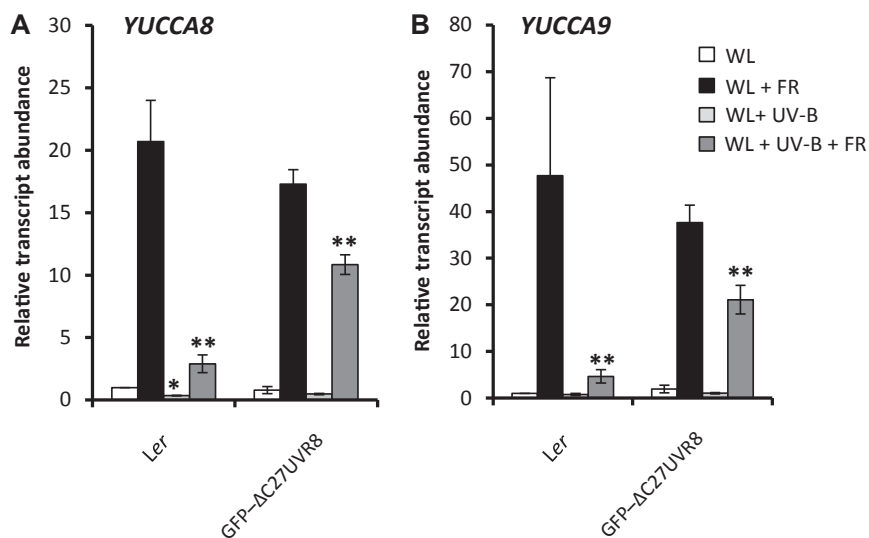 A YUCCA8
Relative transcript abundance
30
25
20
15
10
5
0
*
**
**
Ler
GFP–ΔC27UVR8
B YUCCA9
Relative transcript abundance
80
70
60
50
40
30
20
10
0
**
**
Ler
GFP–ΔC27UVR8
WL
WL + FR
WL+ UV-B
WL + UV-B + FR